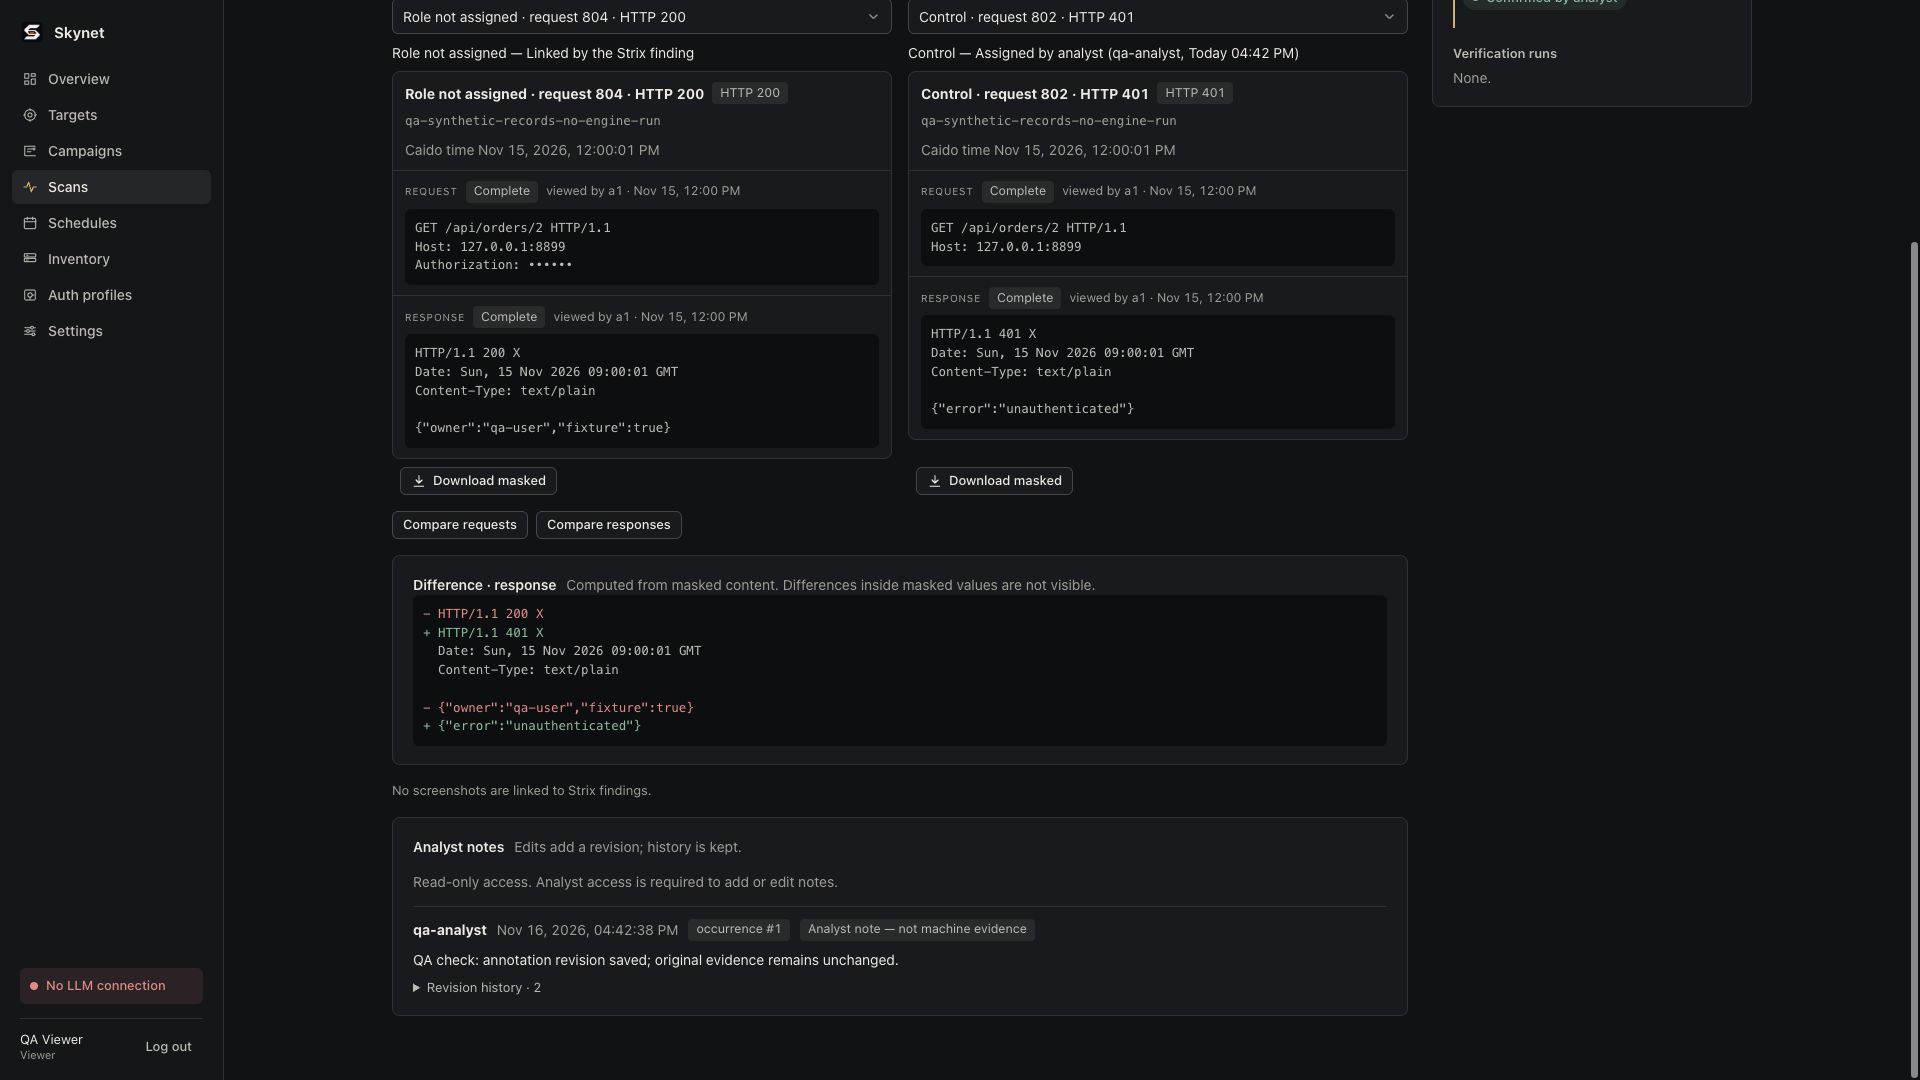 Skynet
Overview
Targets
Campaigns
Scans
Schedules
Inventory
Auth profiles
Settings
No LLM connection
QA Viewer
Viewer
Log out
Role not assigned · request 804 · HTTP 200
Role not assigned — Linked by the Strix finding
Role not assigned · request 804 · HTTP 200 HTTP 200
qa-synthetic-records-no-engine-run
Caido time Nov 15, 2026, 12:00:01 PM
REQUEST Complete viewed by a1 · Nov 15, 12:00 PM
GET /api/orders/2 HTTP/1.1
Host: 127.0.0.1:8899
Authorization: ••••••
RESPONSE Complete viewed by a1 · Nov 15, 12:00 PM
HTTP/1.1 200 X
Date: Sun, 15 Nov 2026 09:00:01 GMT
Content-Type: text/plain
{"owner":"qa-user","fixture":true}
Download masked
Control · request 802 · HTTP 401
Control — Assigned by analyst (qa-analyst, Today 04:42 PM)
Control · request 802 · HTTP 401 HTTP 401
qa-synthetic-records-no-engine-run
Caido time Nov 15, 2026, 12:00:01 PM
REQUEST Complete viewed by a1 · Nov 15, 12:00 PM
GET /api/orders/2 HTTP/1.1
Host: 127.0.0.1:8899
RESPONSE Complete viewed by a1 · Nov 15, 12:00 PM
HTTP/1.1 401 X
Date: Sun, 15 Nov 2026 09:00:01 GMT
Content-Type: text/plain
{"error":"unauthenticated"}
Download masked
Compare requests
Compare responses
Difference · response Computed from masked content. Differences inside masked values are not visible.
- HTTP/1.1 200 X
+ HTTP/1.1 401 X
Date: Sun, 15 Nov 2026 09:00:01 GMT
Content-Type: text/plain
- {"owner":"qa-user","fixture":true}
+ {"error":"unauthenticated"}
No screenshots are linked to Strix findings.
Analyst notes Edits add a revision; history is kept.
Read-only access. Analyst access is required to add or edit notes.
qa-analyst Nov 16, 2026, 04:42:38 PM occurrence #1 Analyst note — not machine evidence
QA check: annotation revision saved; original evidence remains unchanged.
Revision history · 2
Confirmed by analyst
Verification runs
None.